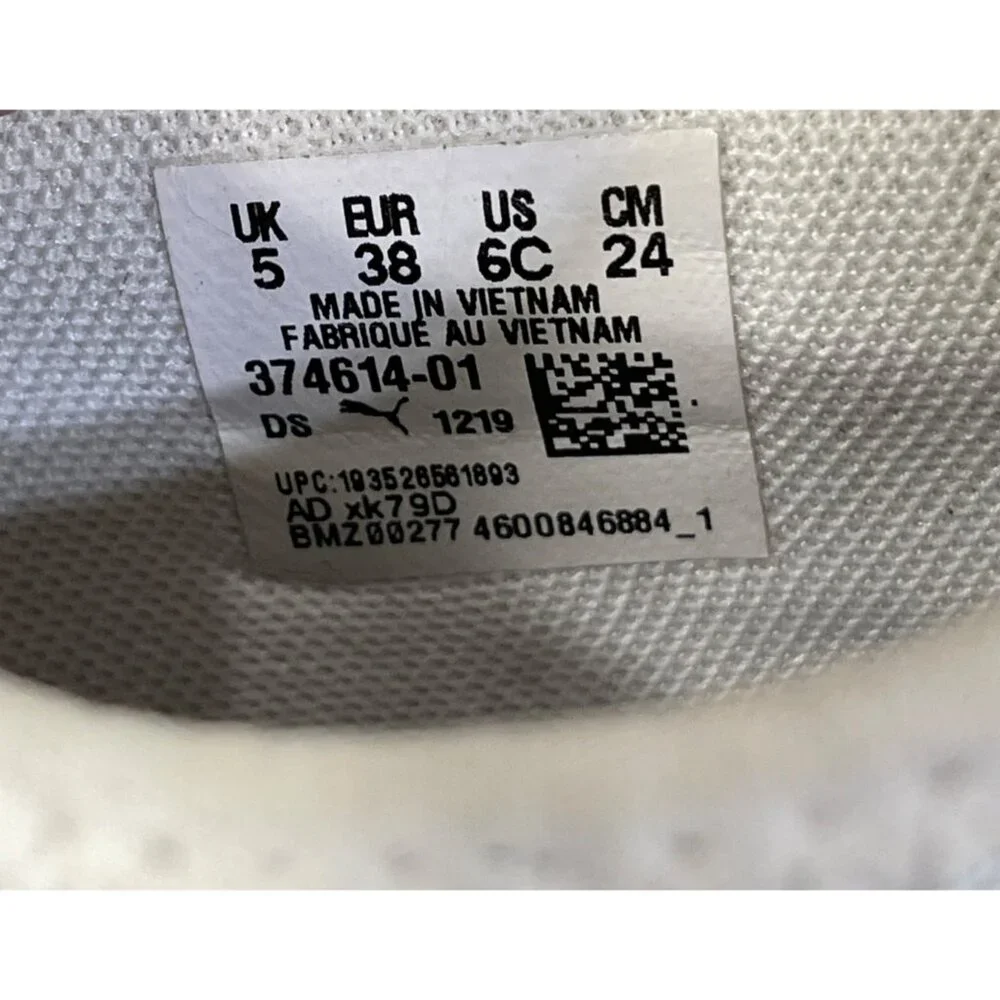 UK EUR US CM
5 38 6C 24
MADE IN VIETNAM
FABRIQUÉ AU VIETNAM
374614-01
DS 1219
UPC:193526561893
AD xk79D
BMZ00277 4600846884_1